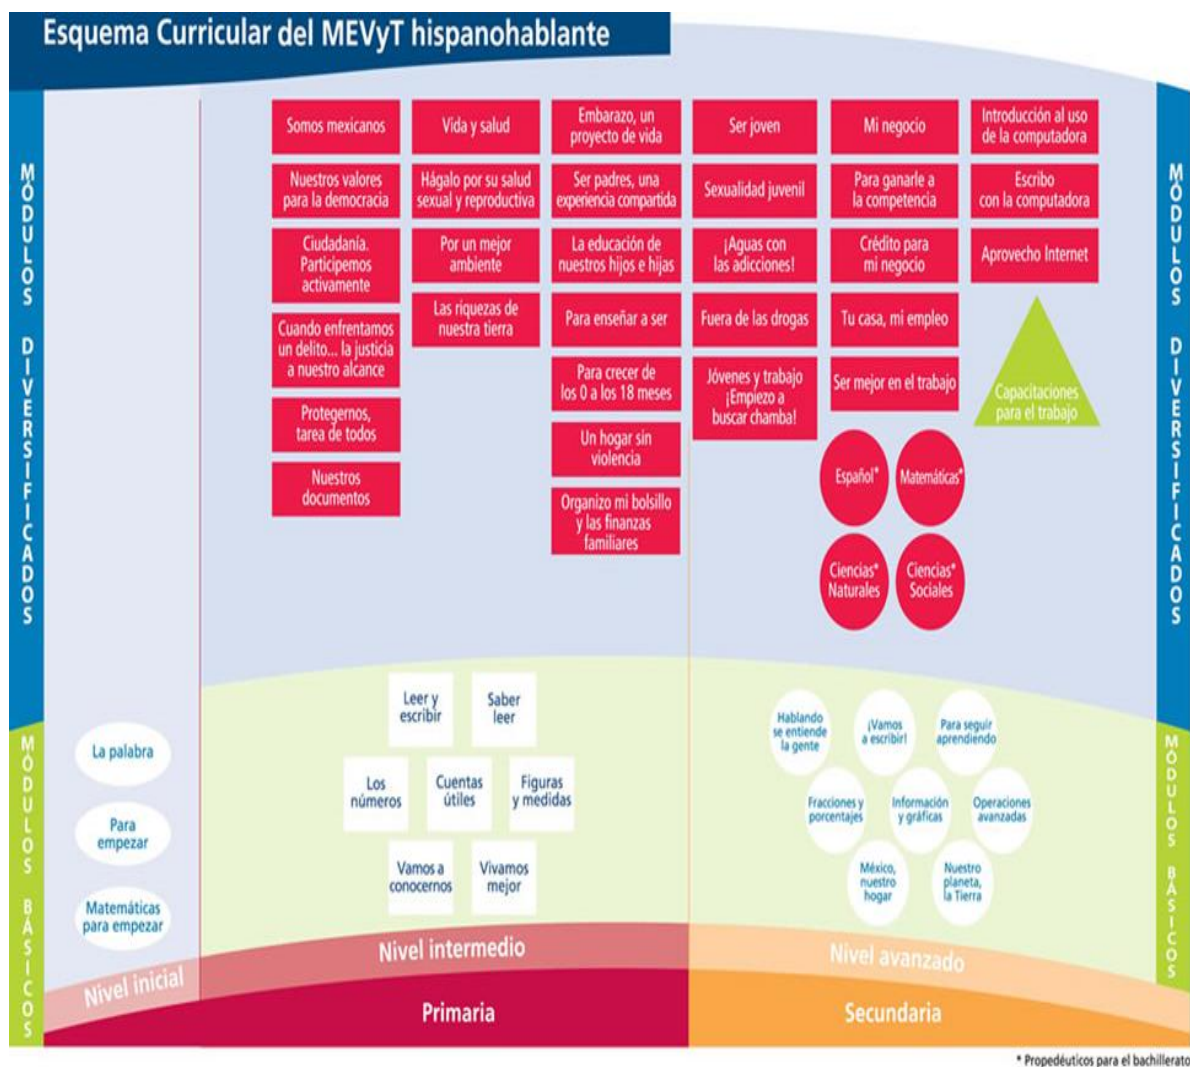 Esquema Curricular del MEVyT hispanohablante
MÓDULOS DIVERSIFICADOS
MÓDULOS BÁSICOS
Somos mexicanos
Nuestros valores
para la democracia
Ciudadanía.
Participemos
activamente
Cuando enfrentamos
un delito... la justicia
a nuestro alcance
Protegernos,
tarea de todos
Nuestros
documentos
Vida y salud
Hágalo por su salud
sexual y reproductiva
Por un mejor
ambiente
Las riquezas de
nuestra tierra
Embarazo, un
proyecto de vida
Ser padres, una
experiencia compartida
La educación de
nuestros hijos e hijas
Para enseñar a ser
Para crecer de
los 0 a los 18 meses
Un hogar sin
violencia
Organizo mi bolsillo
y las finanzas
familiares
Ser joven
Sexualidad juvenil
¡Aguas con
las adicciones!
Fuera de las drogas
Jóvenes y trabajo
¡Empiezo a
buscar chamba!
Mi negocio
Para ganarle a
la competencia
Crédito para
mi negocio
Tu casa, mi empleo
Ser mejor en el trabajo
Introducción al uso
de la computadora
Escribo
con la computadora
Aprovecho Internet
Capacitaciones
para el trabajo
Español*
Matemáticas*
Ciencias*
Naturales
Ciencias*
Sociales
La palabra
Para
empezar
Matemáticas
para empezar
Leer y
escribir
Saber
leer
Los
números
Cuentas
útiles
Figuras
y medidas
Vamos a
conocernos
Vivamos
mejor
Hablando
se entiende
la gente
¡Vamos
a escribir!
Para seguir
aprendiendo
Fracciones y
porcentajes
Información
y gráficas
Operaciones
avanzadas
México,
nuestro
hogar
Nuestro
planeta,
la Tierra
Nivel inicial
Nivel intermedio
Nivel avanzado
Primaria
Secundaria
MÓDULOS DIVERSIFICADOS
MÓDULOS BÁSICOS
* Propedéuticos para el bachillerato